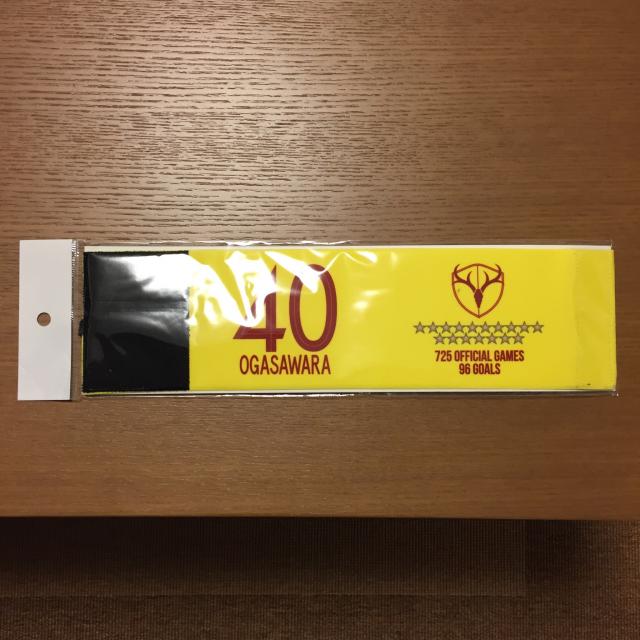 40
OGASAWARA
725 OFFICIAL GAMES
96 GOALS